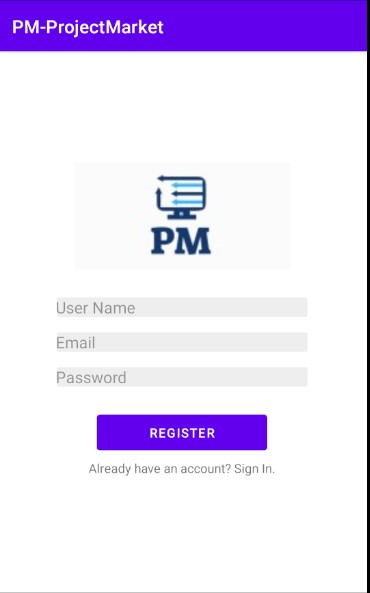 PM-ProjectMarket
PM
User Name
Email
Password
REGISTER
Already have an account? Sign In.